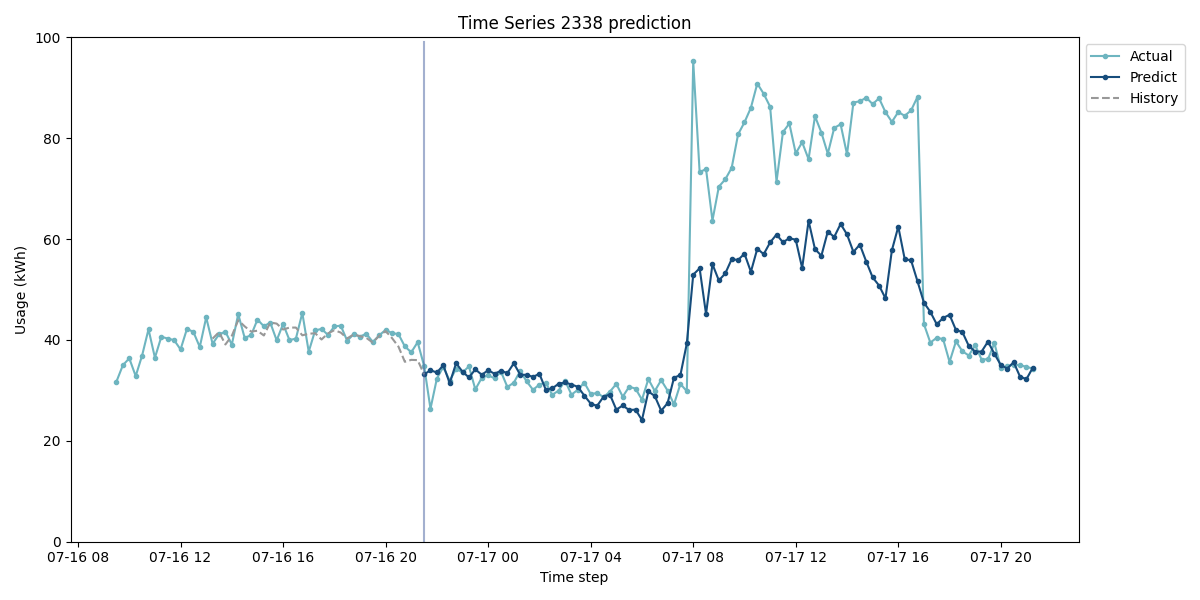 Time Series 2338 prediction
Usage (kWh)
100
80
60
40
20
0
07-16 08
07-16 12
07-16 16
07-16 20
07-17 00
07-17 04
07-17 08
07-17 12
07-17 16
07-17 20
Time step
Actual
Predict
History